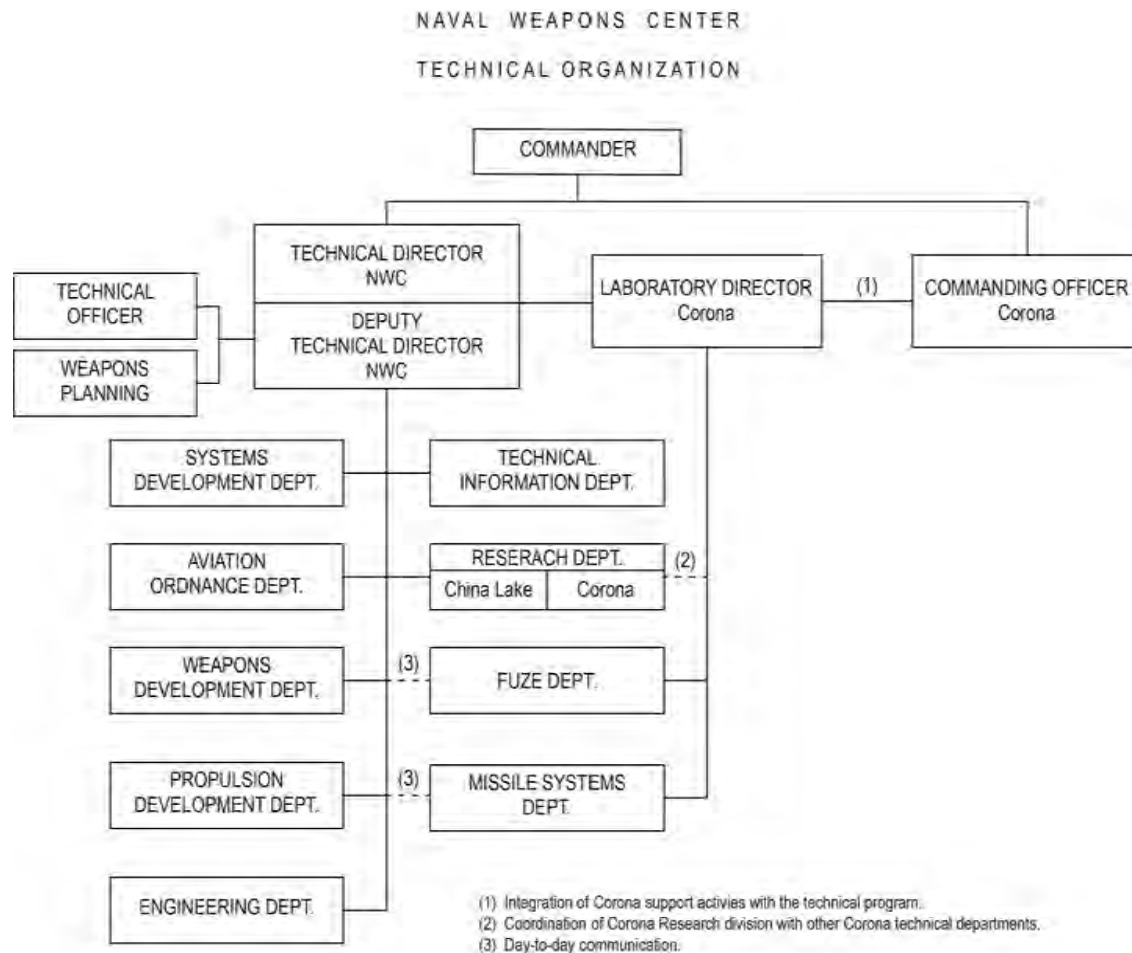 NAVAL WEAPONS CENTER
TECHNICAL ORGANIZATION
COMMANDER
TECHNICAL DIRECTOR
NWC
DEPUTY
TECHNICAL DIRECTOR
NWC
LABORATORY DIRECTOR
Corona
(1)
COMMANDING OFFICER
Corona
TECHNICAL
OFFICER
WEAPONS
PLANNING
SYSTEMS
DEVELOPMENT DEPT.
TECHNICAL
INFORMATION DEPT.
AVIATION
ORDNANCE DEPT.
RESERACH DEPT.
China Lake
Corona
(2)
WEAPONS
DEVELOPMENT DEPT.
(3)
FUZE DEPT.
PROPULSION
DEVELOPMENT DEPT.
(3)
MISSILE SYSTEMS
DEPT.
ENGINEERING DEPT.
(1) Integration of Corona support activies with the technical program.
(2) Coordination of Corona Research division with other Corona technical departments.
(3) Day-to-day communication.